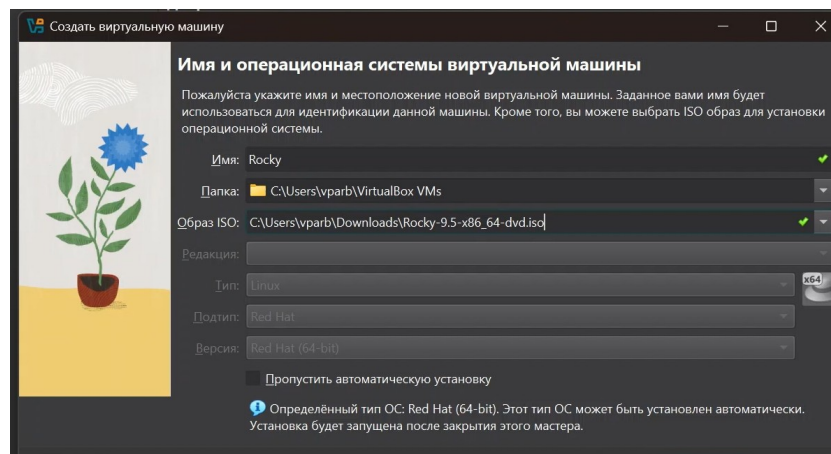 Создать виртуальную машину
Имя и операционная система виртуальной машины
Пожалуйста укажите имя и местоположение новой виртуальной машины. Заданное вами имя будет
использоваться для идентификации данной машины. Кроме того, вы можете выбрать ISO образ для установки
операционной системы.
Имя: Rocky
Папка: C:\Users\vparb\VirtualBox VMs
Образ ISO: C:\Users\vparb\Downloads\Rocky-9.5-x86_64-dvd.iso
Редакция:
Тип: Linux
x64
Подтип: Red Hat
Версия: Red Hat (64-bit)
Пропустить автоматическую установку
Определённый тип ОС: Red Hat (64-bit). Этот тип ОС может быть установлен автоматически.
Установка будет запущена после закрытия этого мастера.